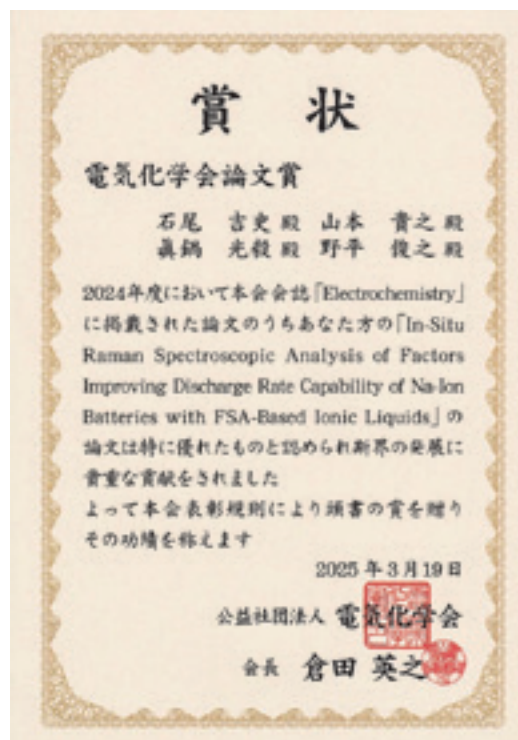 賞状
電気化学会論文賞
石尾 吉史 殿 山本 貴之 殿
眞鍋 光毅 殿 野平 俊之 殿
2024年度において本会会誌「Electrochemistry」
に掲載された論文のうちあなた方の「In-Situ
Raman Spectroscopic Analysis of Factors
Improving Discharge Rate Capability of Na-Ion
Batteries with FSA-Based Ionic Liquids」の
論文は特に優れたものと認められ斯界の発展に
貴重な貢献をされました
よって本会表彰規則により頭書の賞を贈り
その功績を称えます
2025年3月19日
公益社団法人 電気化学会
会長 倉田 英之